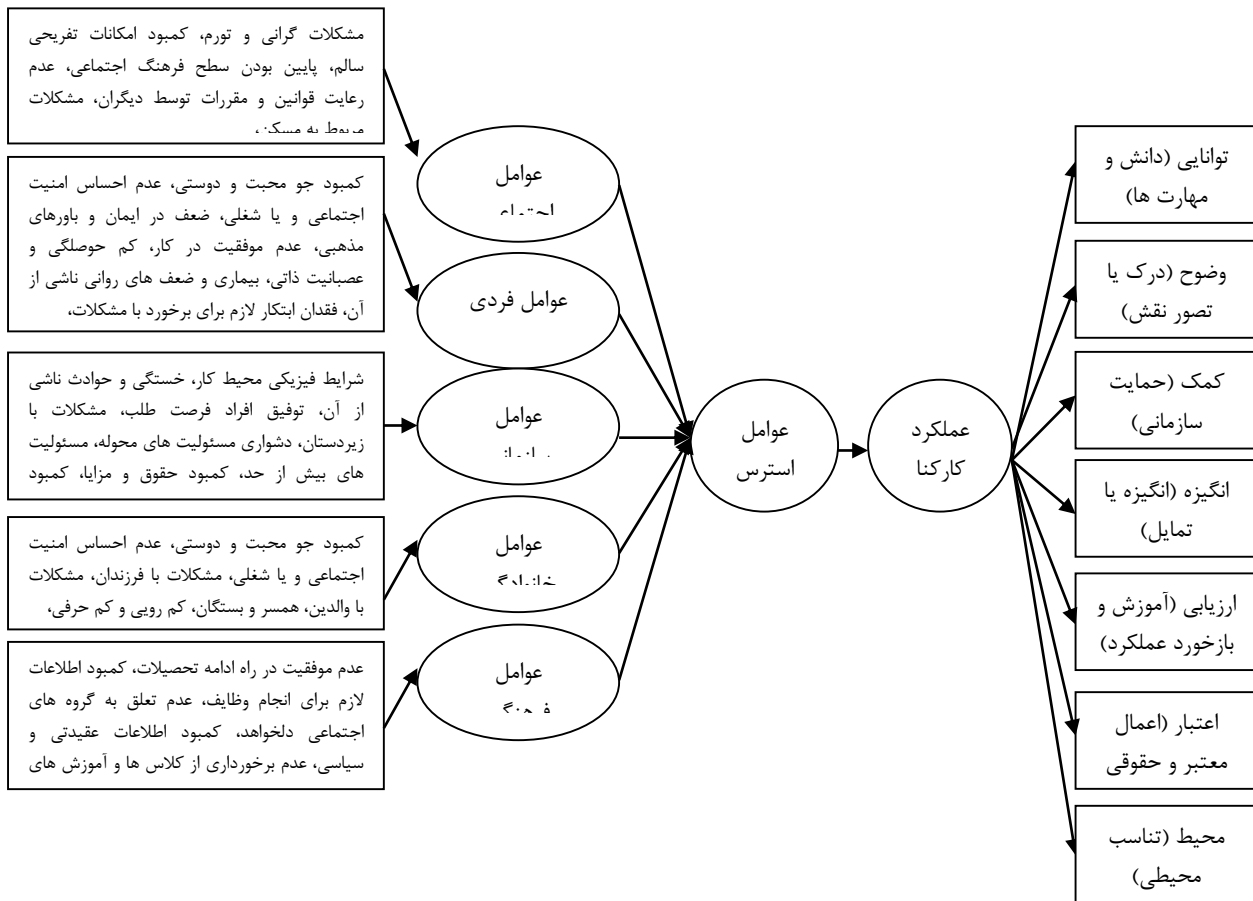 مشکلات گرانی و تورم، کمبود امکانات تفریحی
سالم، پایین بودن سطح فرهنگ اجتماعی، عدم
رعایت قوانین و مقررات توسط دیگران، مشکلات
مربوط به مسکن،
کمبود جو محبت و دوستی، عدم احساس امنیت
اجتماعی و یا شغلی، ضعف در ایمان و باورهای
مذهبی، عدم موفقیت در کار، کم حوصلگی و
عصبانیت ذاتی، بیماری و ضعف های روانی ناشی از
آن، فقدان ابتکار لازم برای برخورد با مشکلات،
شرایط فیزیکی محیط کار، خستگی و حوادث ناشی
از آن، توفیق افراد فرصت طلب، مشکلات با
زیردستان، دشواری مسئولیت های محوله، مسئولیت
های بیش از حد، کمبود حقوق و مزایا، کمبود
کمبود جو محبت و دوستی، عدم احساس امنیت
اجتماعی و یا شغلی، مشکلات با فرزندان، مشکلات
با والدین، همسر و بستگان، کم رویی و کم حرفی،
عدم موفقیت در راه ادامه تحصیلات، کمبود اطلاعات
لازم برای انجام وظایف، عدم تعلق به گروه های
اجتماعی دلخواهد، کمبود اطلاعات عقیدتی و
سیاسی، عدم برخورداری از کلاس ها و آموزش های
عوامل
عوامل فردی
عوامل
عوامل
عوامل
عوامل
استرس
عملکرد
کارکنا
توانایی (دانش و
مهارت ها)
وضوح (درک یا
تصور نقش)
کمک (حمایت
سازمانی)
انگیزه (انگیزه یا
تمایل)
ارزیابی (آموزش و
بازخورد عملکرد)
اعتبار (اعمال
معتبر و حقوقی
محیط (تناسب
محیطی)